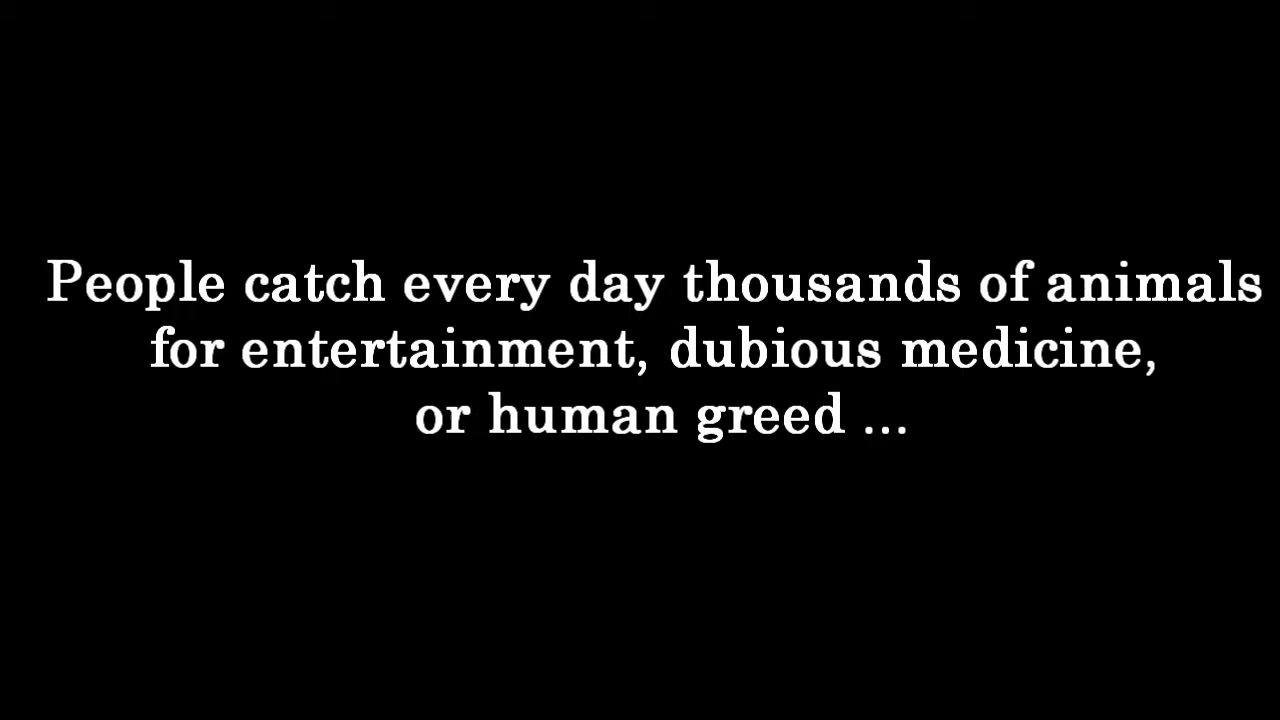 People catch every day thousands of animals
for entertainment, dubious medicine,
or human greed ...